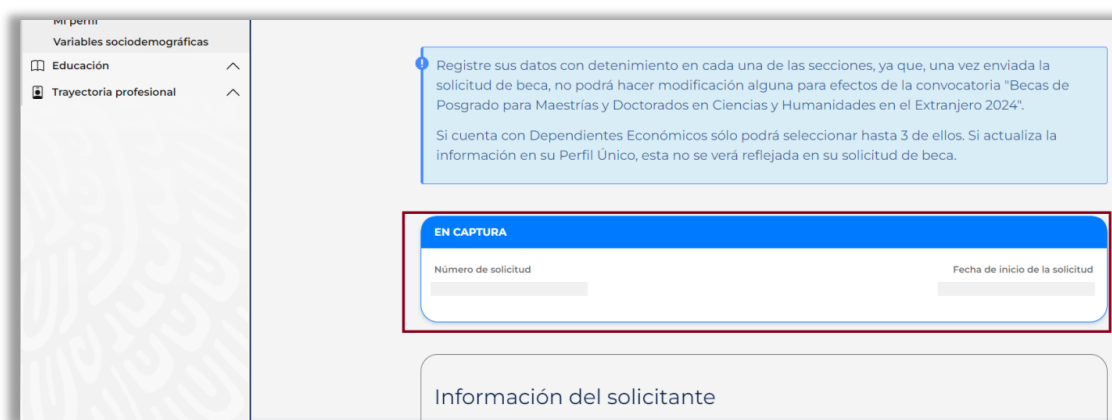 Mi perfil
Variables sociodemográficas
Educación
Trayectoria profesional
Registre sus datos con detenimiento en cada una de las secciones, ya que, una vez enviada la
solicitud de beca, no podrá hacer modificación alguna para efectos de la convocatoria "Becas de
Posgrado para Maestrías y Doctorados en Ciencias y Humanidades en el Extranjero 2024".
Si cuenta con Dependientes Económicos sólo podrá seleccionar hasta 3 de ellos. Si actualiza la
información en su Perfil Único, esta no se verá reflejada en su solicitud de beca.
EN CAPTURA
Número de solicitud
Fecha de inicio de la solicitud
Información del solicitante